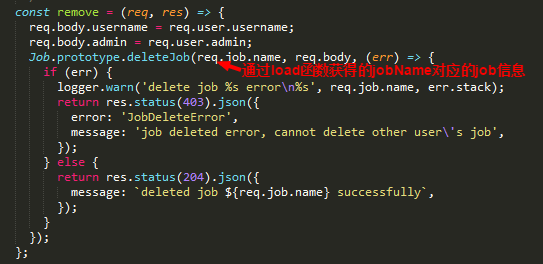 const remove = (req, res) => {
  req.body.username = req.user.username;
  req.body.admin = req.user.admin;
  Job.prototype.deleteJob(req.job.name, req.body, (err) => {
通过load函数获得的jobName对应的job信息
    if (err) {
      logger.warn('delete job %s error\n%s', req.job.name, err.stack);
      return res.status(403).json({
        error: 'JobDeleteError',
        message: 'job deleted error, cannot delete other user\'s job',
      });
    } else {
      return res.status(204).json({
        message: `deleted job ${req.job.name} successfully`,
      });
    }
  });
};